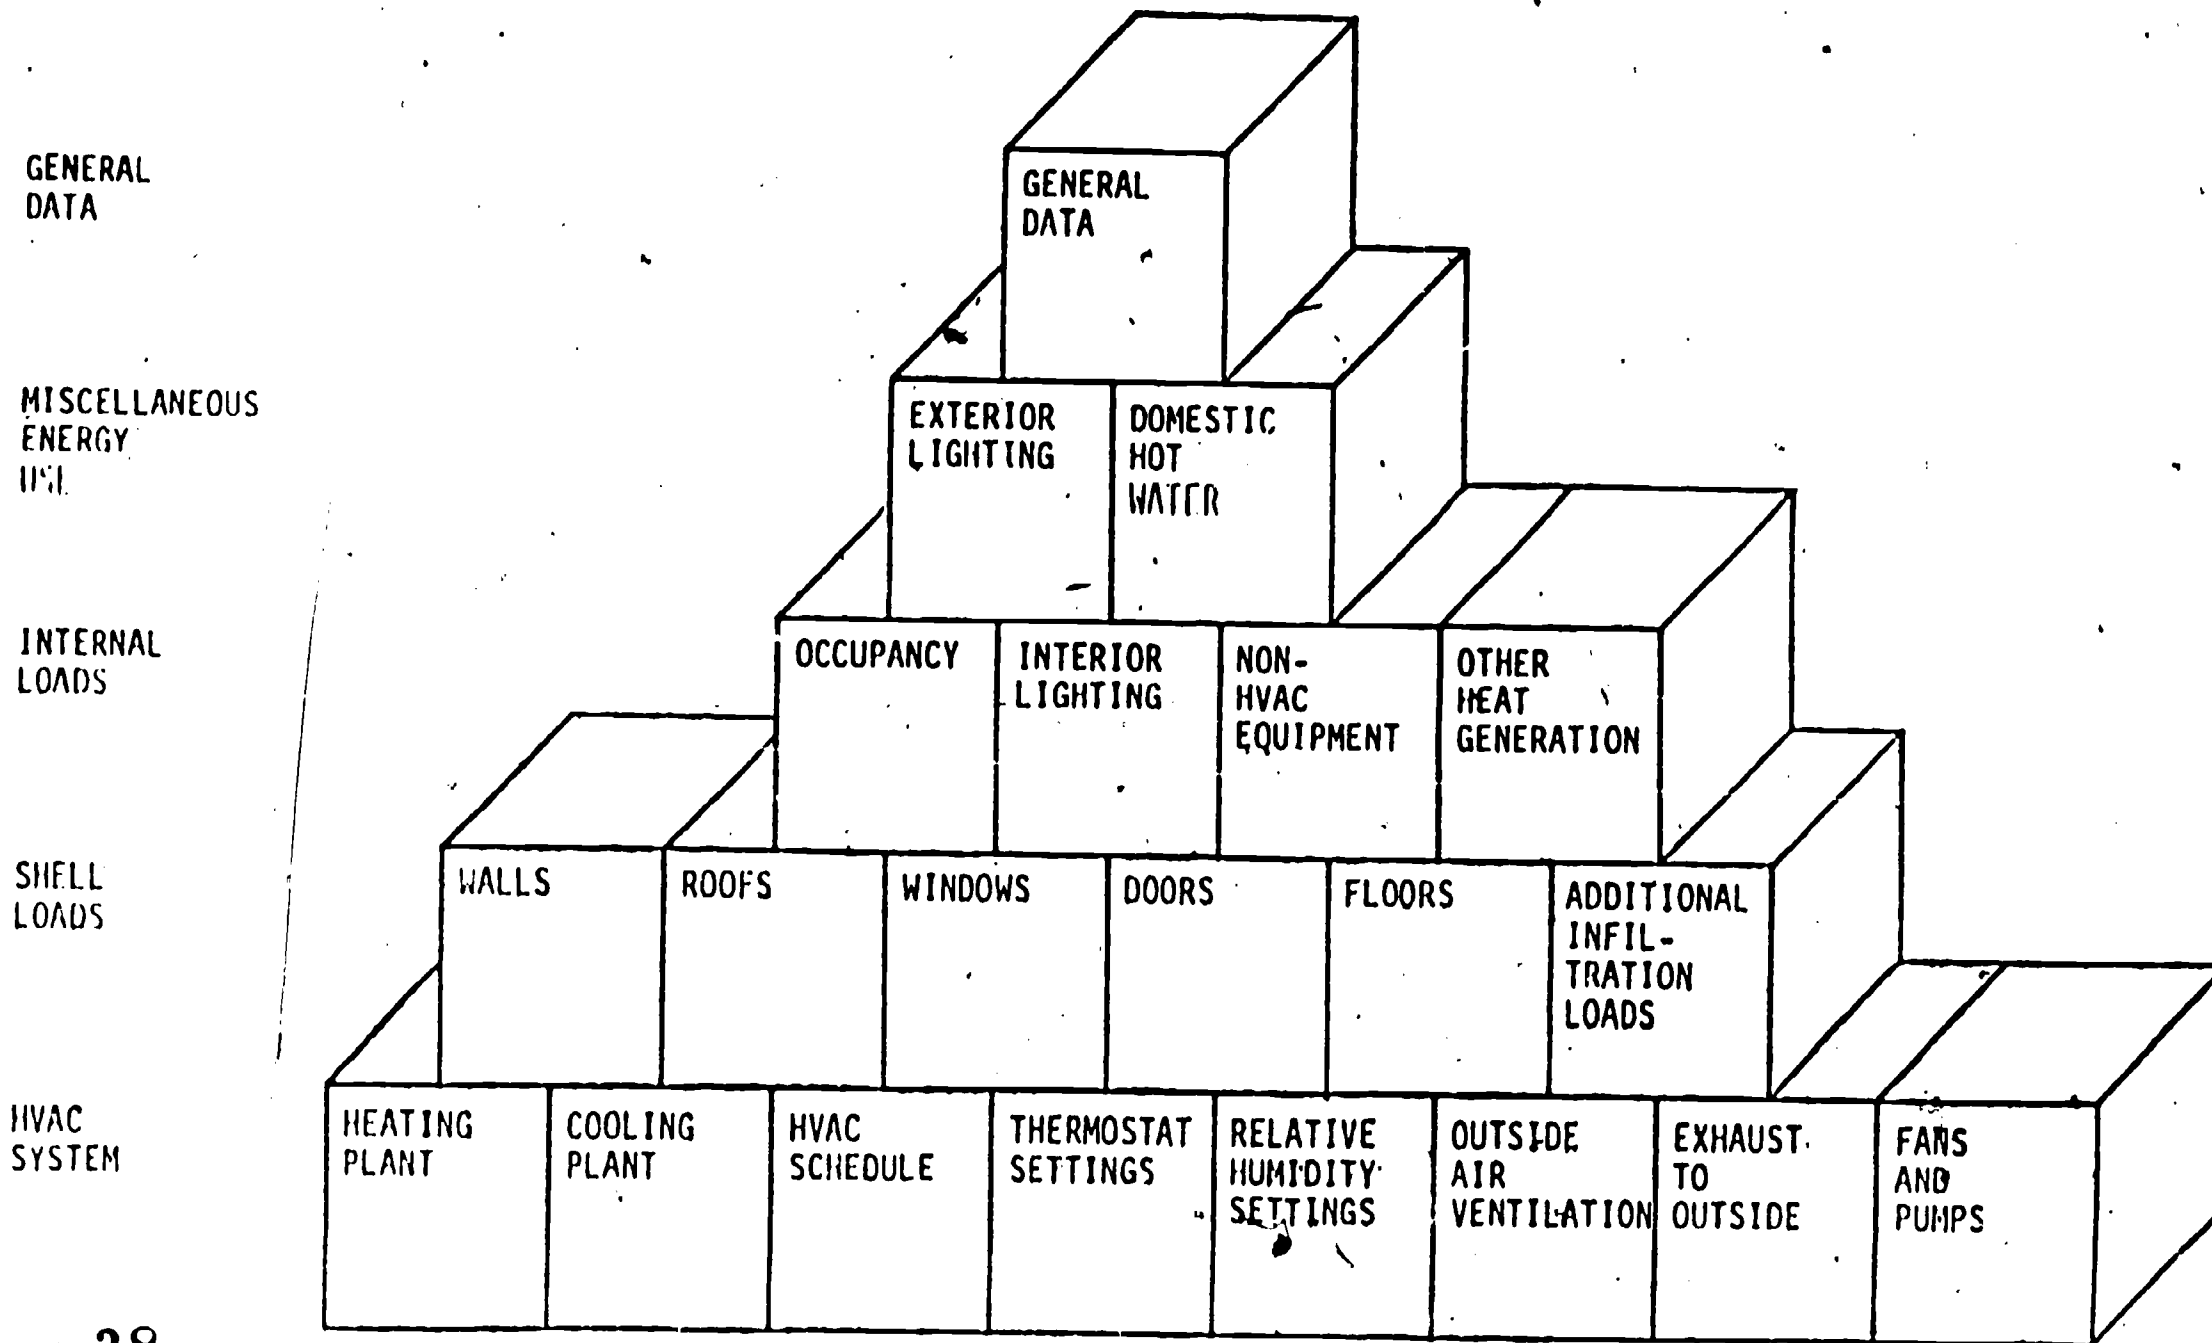 GENERAL
DATA
GENERAL
DATA
MISCELLANEOUS
ENERGY
USE
EXTERIOR
LIGHTING
DOMESTIC
HOT
WATER
INTERNAL
LOADS
OCCUPANCY
INTERIOR
LIGHTING
NON-
HVAC
EQUIPMENT
OTHER
HEAT
GENERATION
SHELL
LOADS
WALLS
ROOFS
WINDOWS
DOORS
FLOORS
ADDITIONAL
INFIL-
TRATION
LOADS
HVAC
SYSTEM
HEATING
PLANT
COOLING
PLANT
HVAC
SCHEDULE
THERMOSTAT
SETTINGS
RELATIVE
HUMIDITY
SETTINGS
OUTSIDE
AIR
VENTILATION
EXHAUST
TO
OUTSIDE
FANS
AND
PUMPS